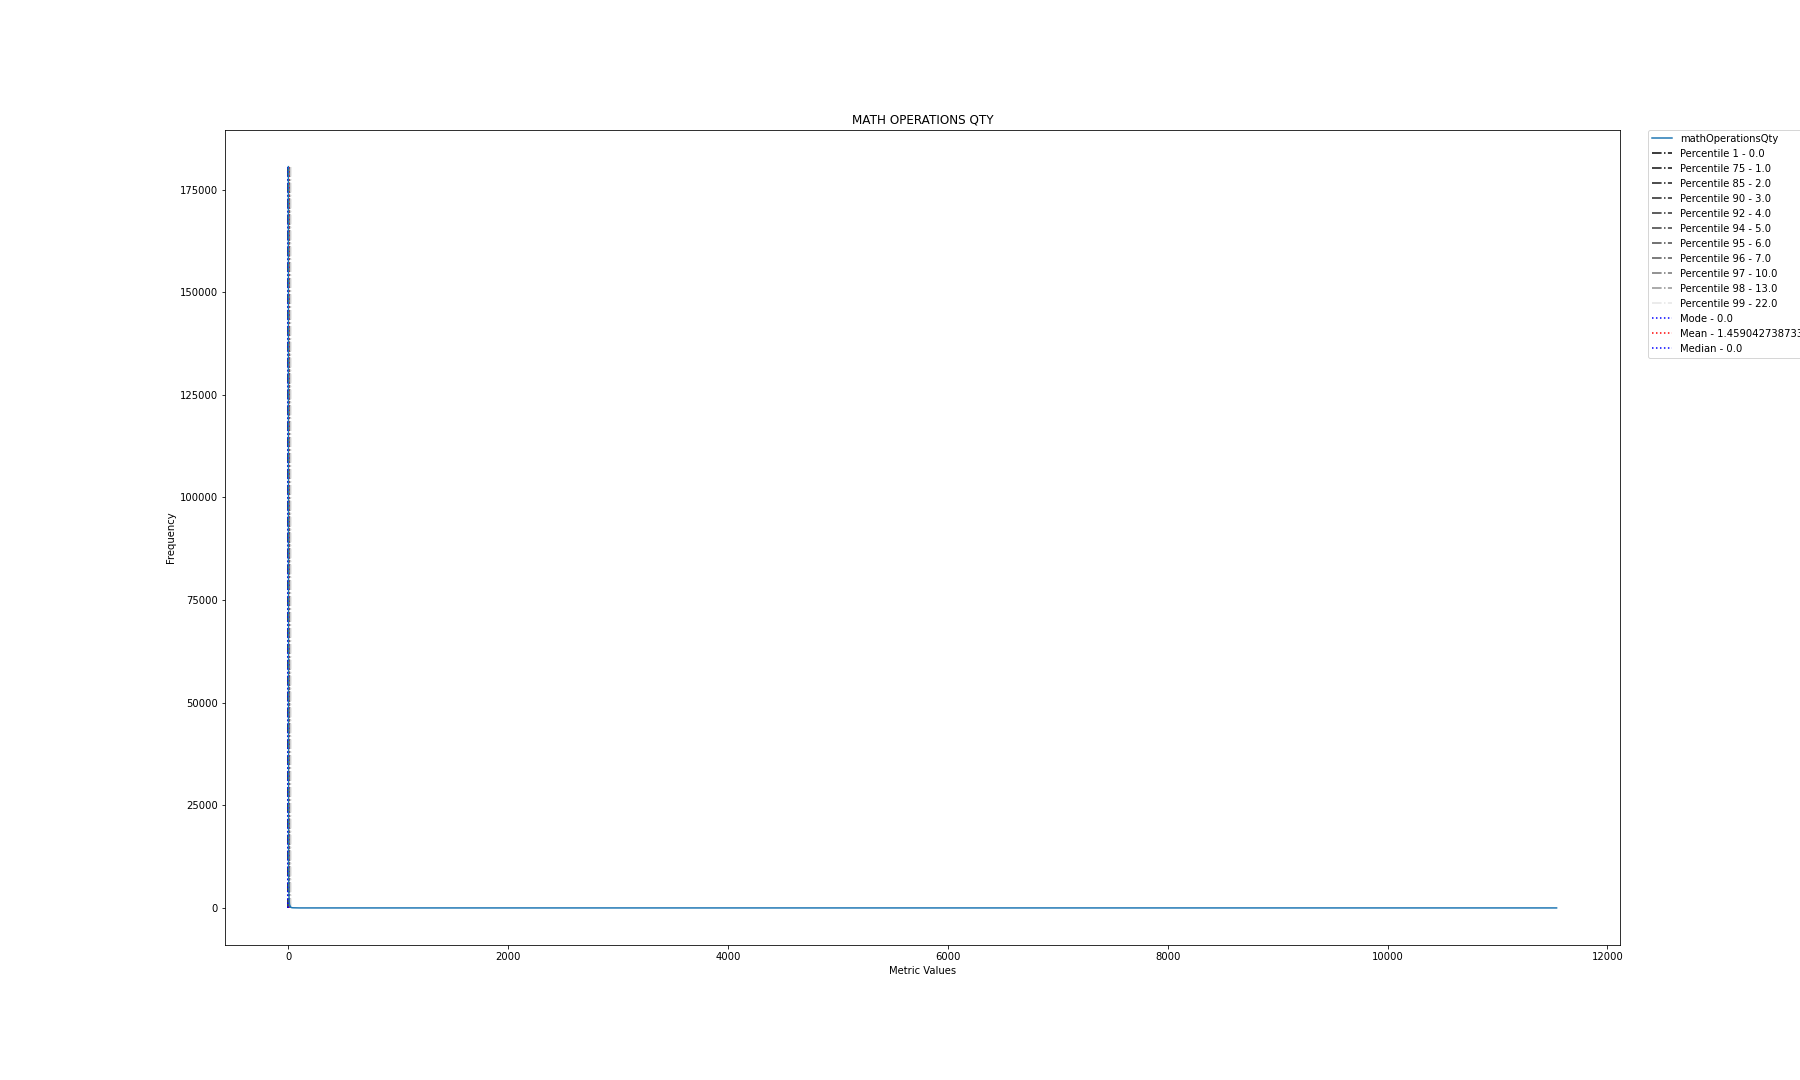 MATH OPERATIONS QTY
mathOperationsQty
Percentile 1 - 0.0
Percentile 75 - 1.0
Percentile 85 - 2.0
Percentile 90 - 3.0
Percentile 92 - 4.0
Percentile 94 - 5.0
Percentile 95 - 6.0
Percentile 96 - 7.0
Percentile 97 - 10.0
Percentile 98 - 13.0
Percentile 99 - 22.0
Mode - 0.0
Mean - 1.459042738733
Median - 0.0
175000
150000
125000
100000
75000
50000
25000
0
Frequency
0 2000 4000 6000 8000 10000 12000
Metric Values